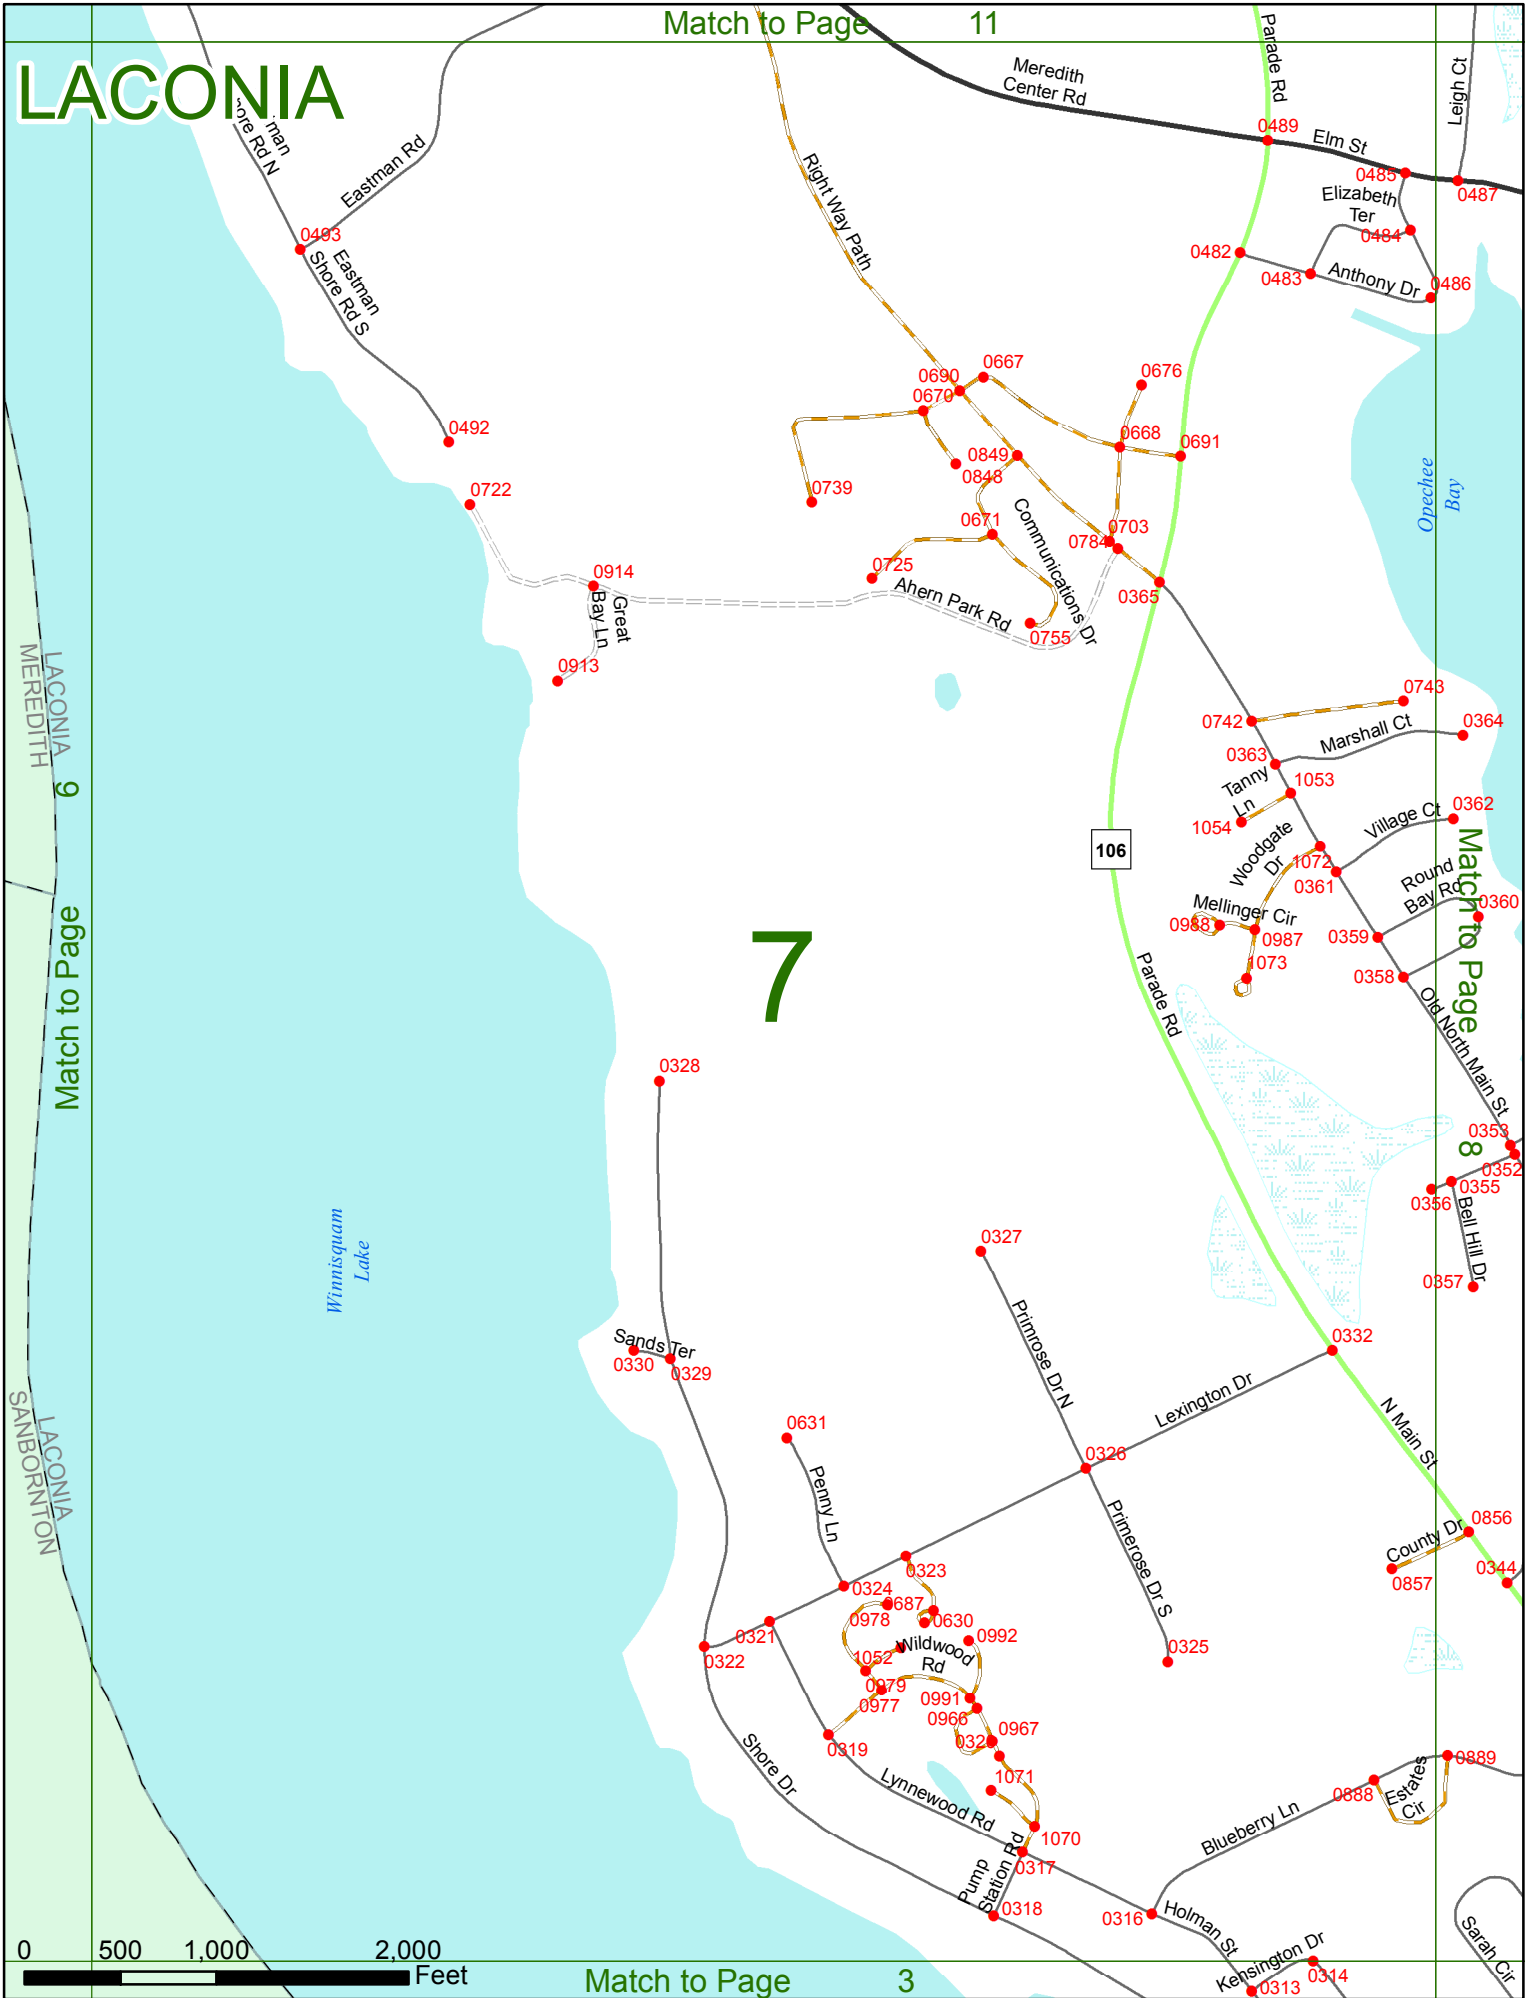 Match to Page 11
LACONIA
Meredith
Center Rd
Parade Rd
Leigh Ct
0489
Elm St
0485
0487
Elizabeth
Ter
0484
0482
0483
Anthony Dr
0486
man
ore Rd N
Eastman Rd
0493
Eastman
Shore Rd S
0492
Right Way Path
0667
0690
0670
0676
0668
0691
0849
0848
0739
0722
0671
Communications Dr
0703
0784
0725
0365
Ahern Park Rd
0755
0914
Great
Bay Ln
0913
Opechee
Bay
LACONIA
MEREDITH
Match to Page 6
0743
0742
0364
Marshall Ct
0363
Tanny
Ln
1053
1054
0362
Village Ct
Woodgate
Dr
1072
0361
106
Round
Bay Rd
0360
Mellinger Cir
0988
0987
0359
1073
0358
7
Parade Rd
Old North Main St
Match to Page 8
0353
0352
0355
0356
Bell Hill Dr
0357
0328
Winnisquam
Lake
0327
Primrose Dr N
0332
Sands Ter
0330
0329
Lexington Dr
N Main St
0631
0326
Penny Ln
Primerose Dr S
LACONIA
SANBORNTON
0856
County Dr
0857
0344
0323
0324
0687
0978
0630
0321
0322
0992
Wildwood
Rd
1052
0979
0977
0991
0966
0967
0325
0319
Shore Dr
1071
Lynnewood Rd
1070
0317
Pump
Station Rd
0318
0889
0888
Estates
Cir
Blueberry Ln
0316
Holman St
Kensington Dr
0314
0313
Sarah Cir
0 500 1,000 2,000
Feet
Match to Page 3